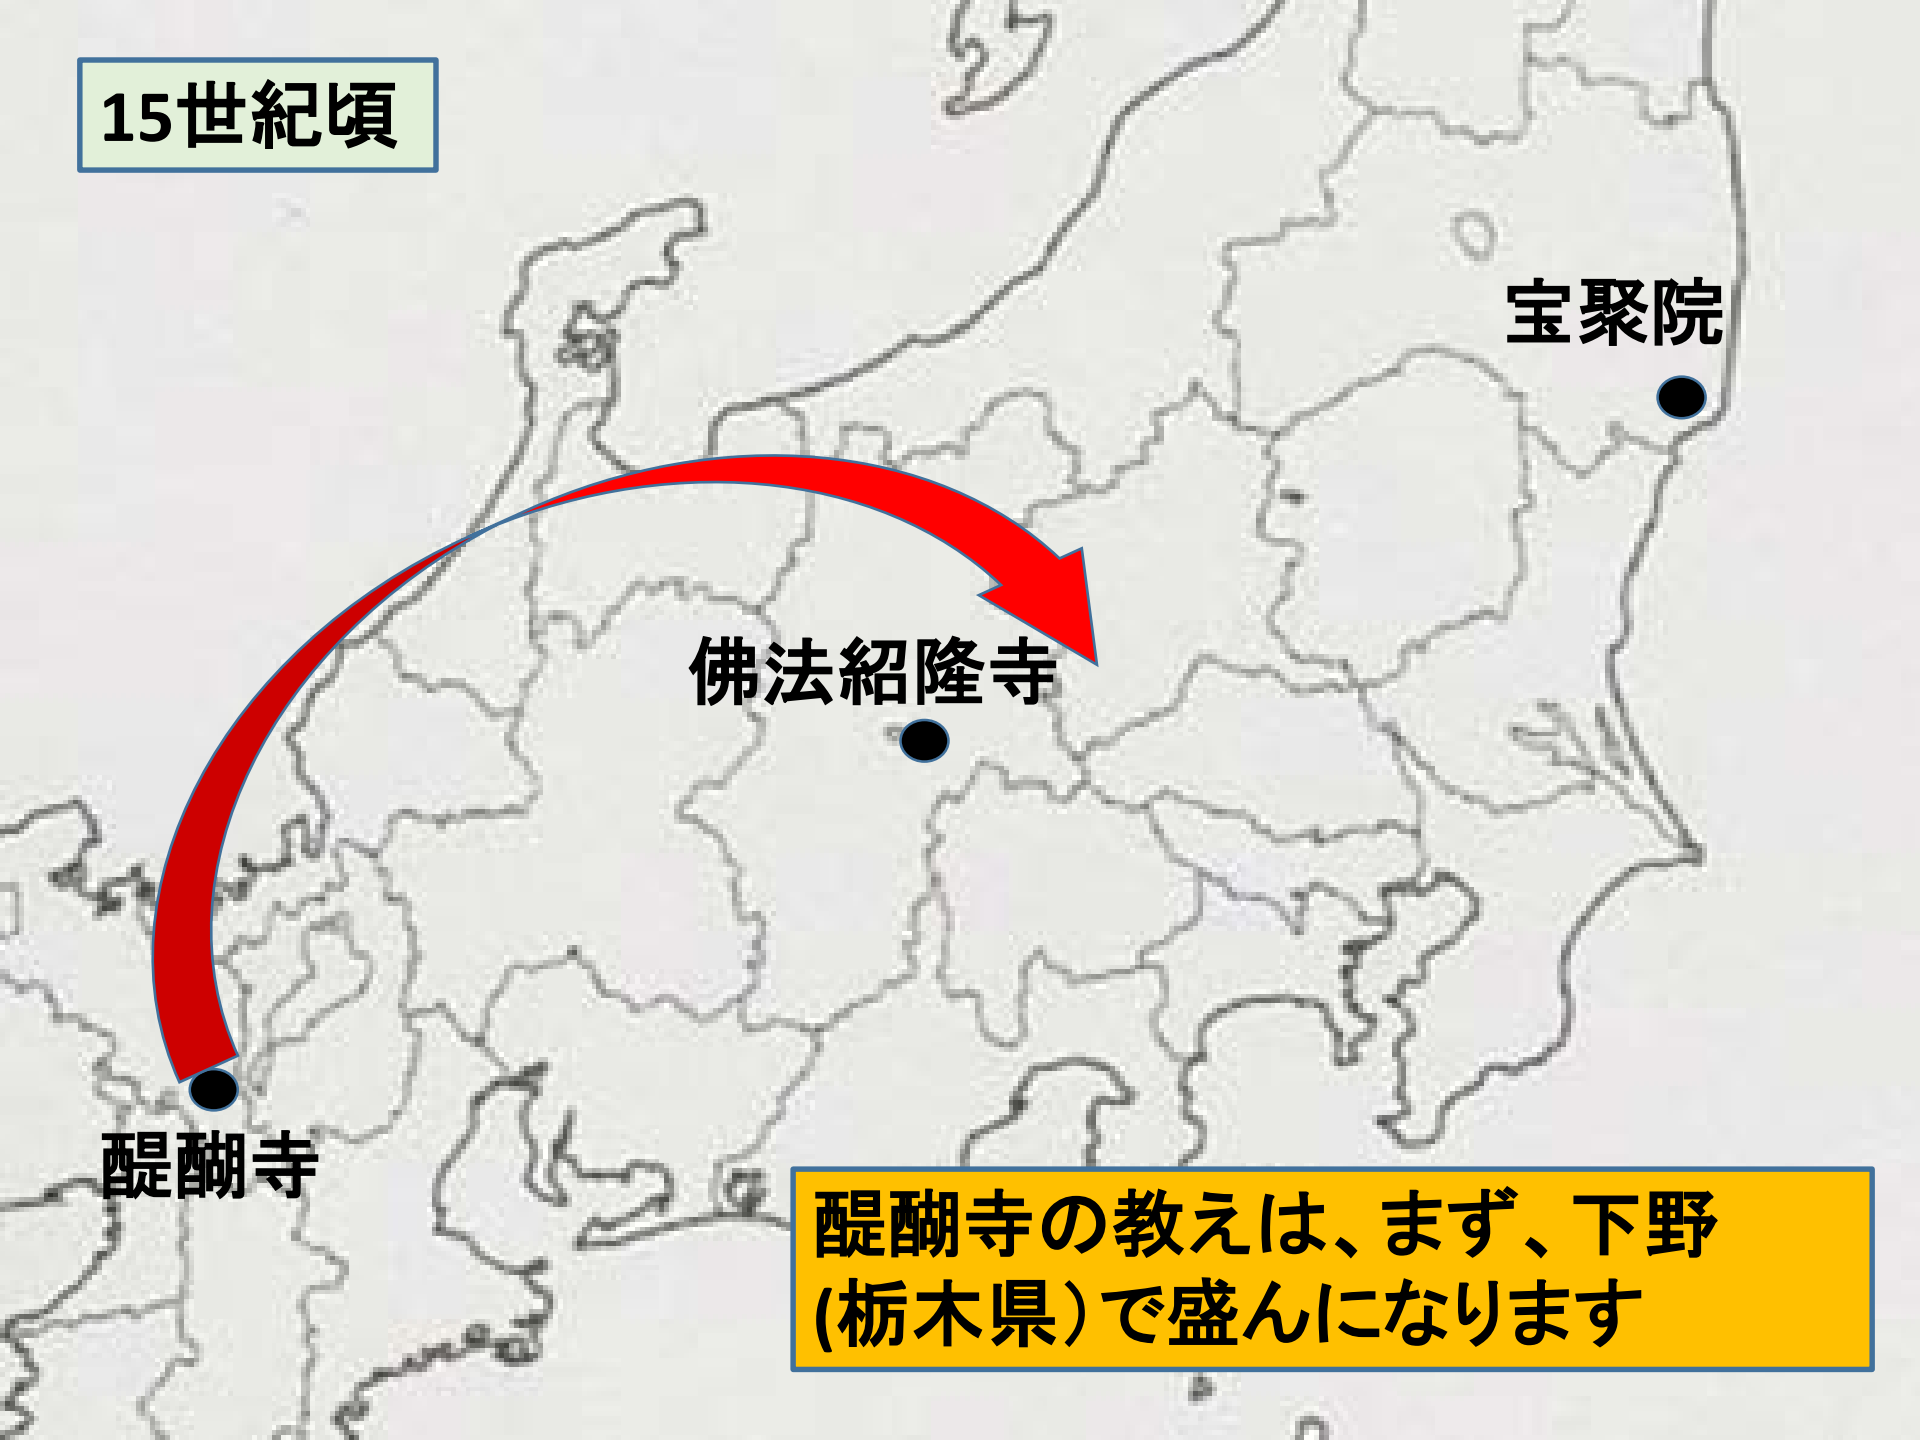 15世紀頃
宝聚院
佛法紹隆寺
醍醐寺
醍醐寺の教えは、まず、下野
(栃木県）で盛んになります